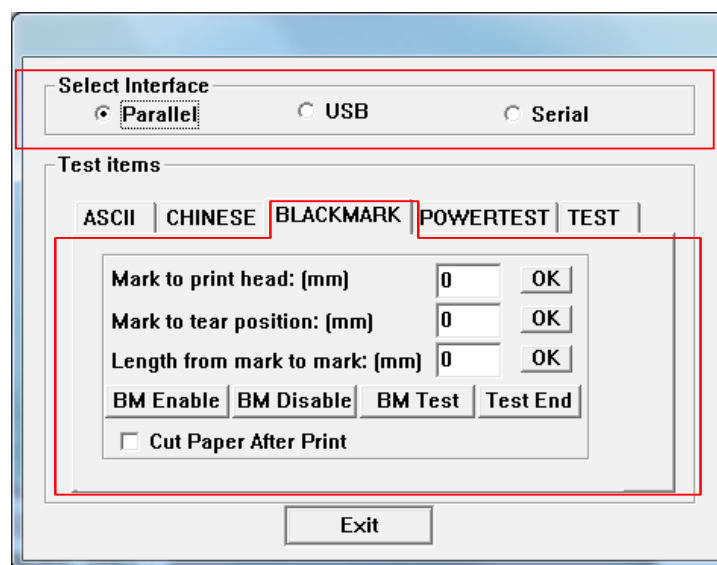 Select Interface
Parallel USB Serial
Test items
ASCII CHINESE BLACKMARK POWERTEST TEST
Mark to print head: (mm) 0 OK
Mark to tear position: (mm) 0 OK
Length from mark to mark: (mm) 0 OK
BM Enable BM Disable BM Test Test End
Cut Paper After Print
Exit